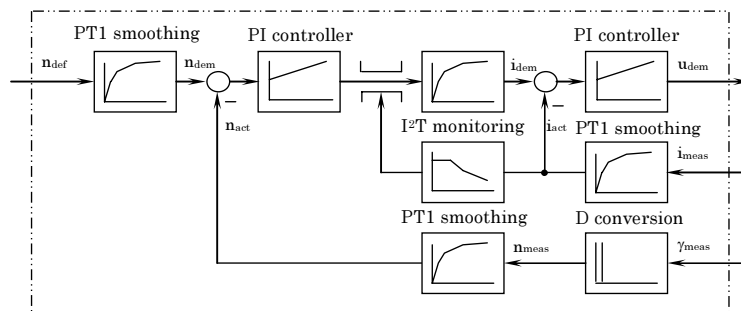 PT1 smoothing PI controller PI controller
n_def n_dem i_dem u_dem
I²T monitoring
n_act i_act PT1 smoothing
i_meas
PT1 smoothing D conversion
n_meas γ_meas